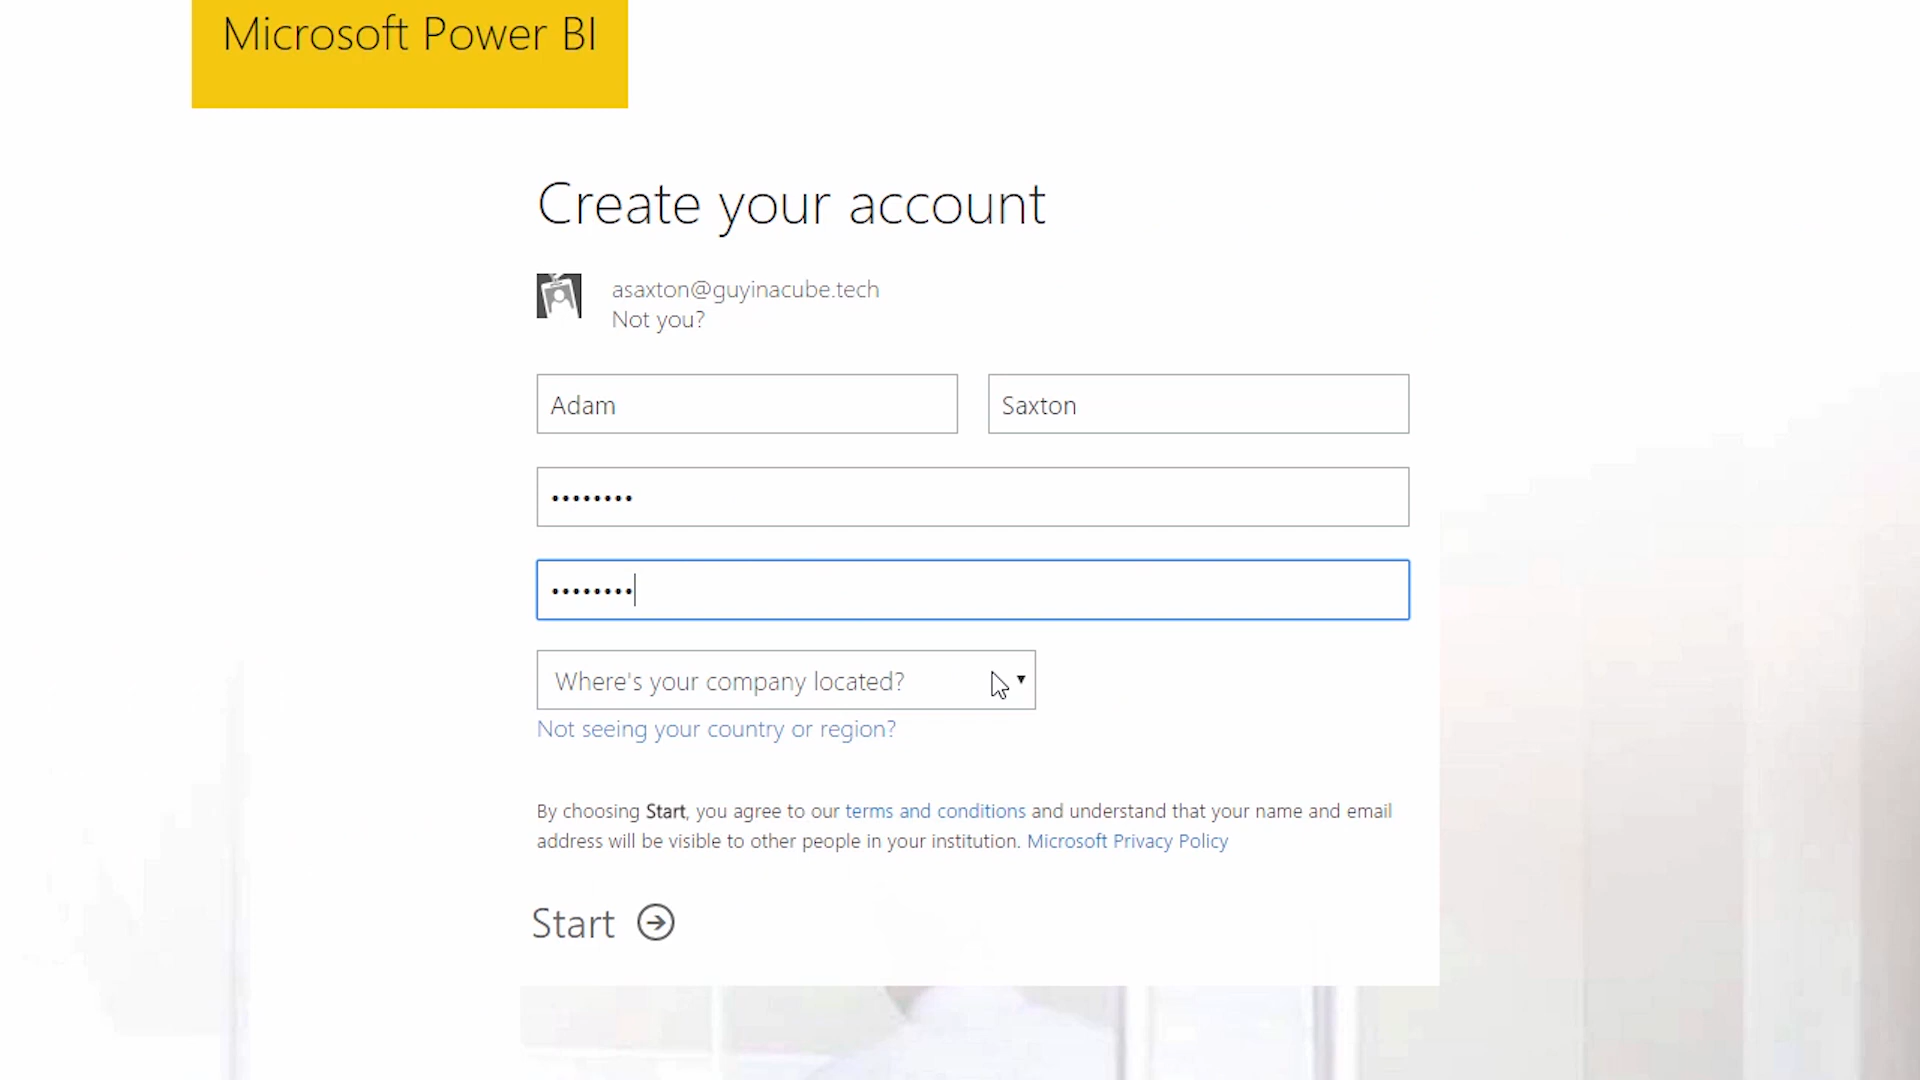 Microsoft Power BI
Create your account
asaxton@guyinacube.tech
Not you?
Adam
Saxton
••••••••
••••••••
Where's your company located?
Not seeing your country or region?
By choosing Start, you agree to our terms and conditions and understand that your name and email
address will be visible to other people in your institution. Microsoft Privacy Policy
Start